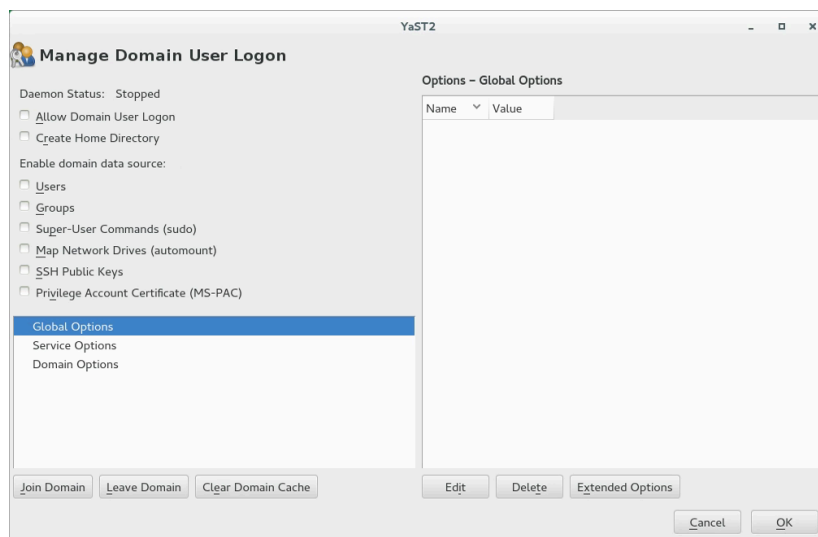 YaST2
Manage Domain User Logon
Daemon Status: Stopped
Allow Domain User Logon
Create Home Directory
Enable domain data source:
Users
Groups
Super-User Commands (sudo)
Map Network Drives (automount)
SSH Public Keys
Privilege Account Certificate (MS-PAC)
Global Options
Service Options
Domain Options
Join Domain Leave Domain Clear Domain Cache
Options – Global Options
Name Value
Edit Delete Extended Options
Cancel OK